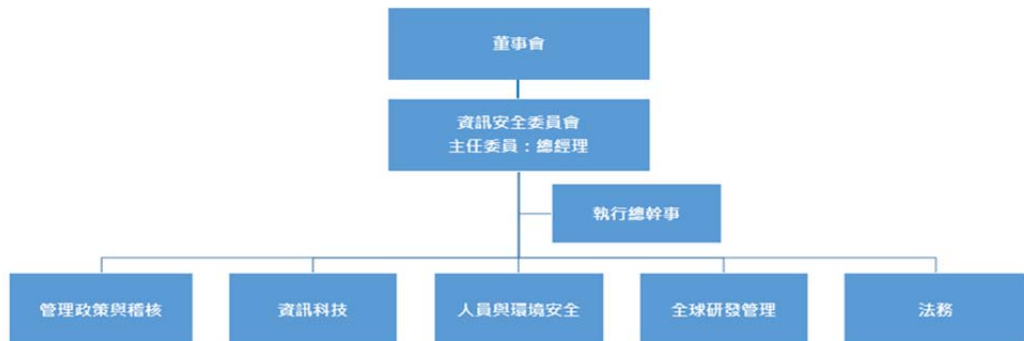 董事會
資訊安全委員會
主任委員：總經理
執行總幹事
管理政策與稽核
資訊科技
人員與環境安全
全球研發管理
法務